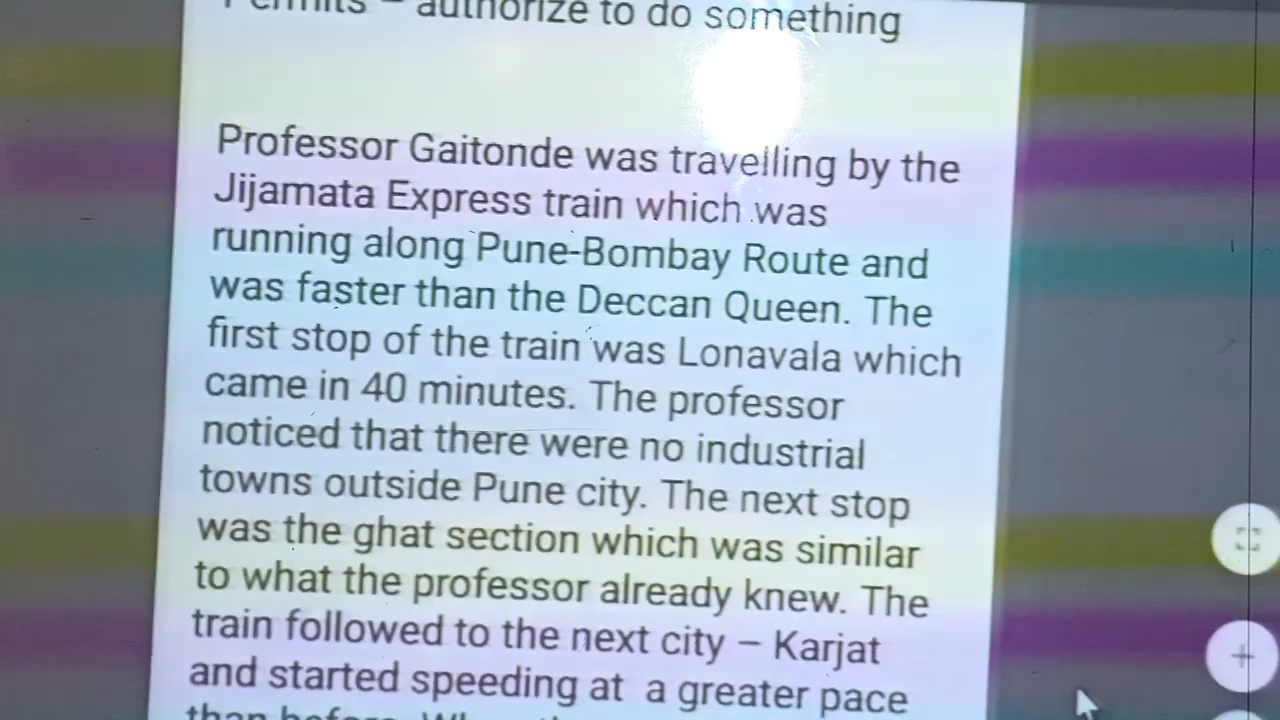 Permits – authorize to do something
Professor Gaitonde was travelling by the
Jijamata Express train which was
running along Pune-Bombay Route and
was faster than the Deccan Queen. The
first stop of the train was Lonavala which
came in 40 minutes. The professor
noticed that there were no industrial
towns outside Pune city. The next stop
was the ghat section which was similar
to what the professor already knew. The
train followed to the next city – Karjat
and started speeding at a greater pace
than before.